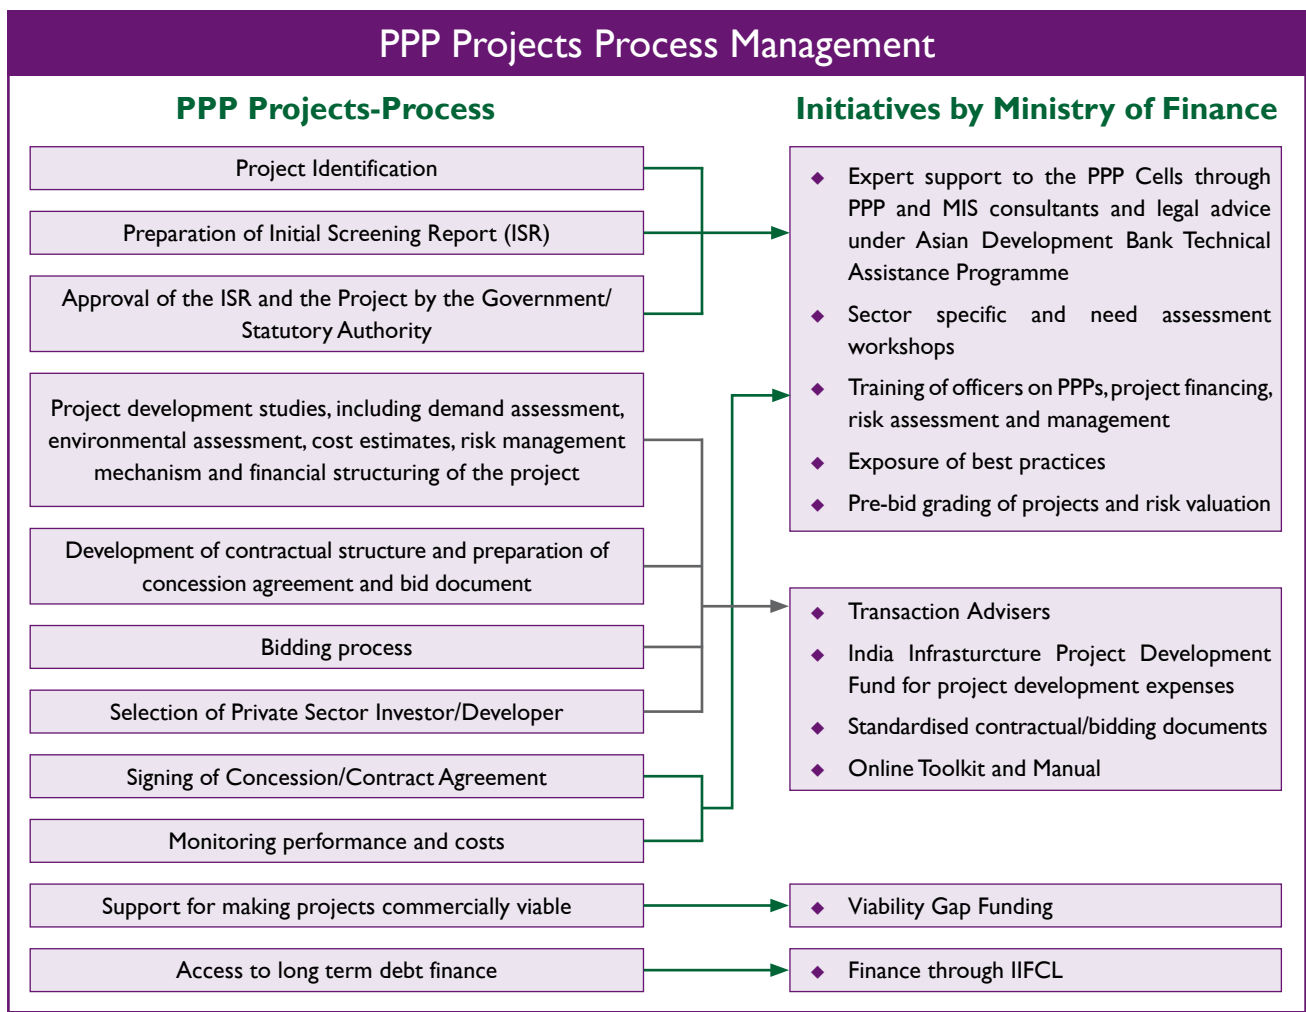 PPP Projects Process Management
PPP Projects-Process
Project Identification
Preparation of Initial Screening Report (ISR)
Approval of the ISR and the Project by the Government/
Statutory Authority
Project development studies, including demand assessment,
environmental assessment, cost estimates, risk management
mechanism and financial structuring of the project
Development of contractual structure and preparation of
concession agreement and bid document
Bidding process
Selection of Private Sector Investor/Developer
Signing of Concession/Contract Agreement
Monitoring performance and costs
Support for making projects commercially viable
Access to long term debt finance
Initiatives by Ministry of Finance
◆ Expert support to the PPP Cells through
PPP and MIS consultants and legal advice
under Asian Development Bank Technical
Assistance Programme
◆ Sector specific and need assessment
workshops
◆ Training of officers on PPPs, project financing,
risk assessment and management
◆ Exposure of best practices
◆ Pre-bid grading of projects and risk valuation
◆ Transaction Advisers
◆ India Infrasturcture Project Development
Fund for project development expenses
◆ Standardised contractual/bidding documents
◆ Online Toolkit and Manual
◆ Viability Gap Funding
◆ Finance through IIFCL